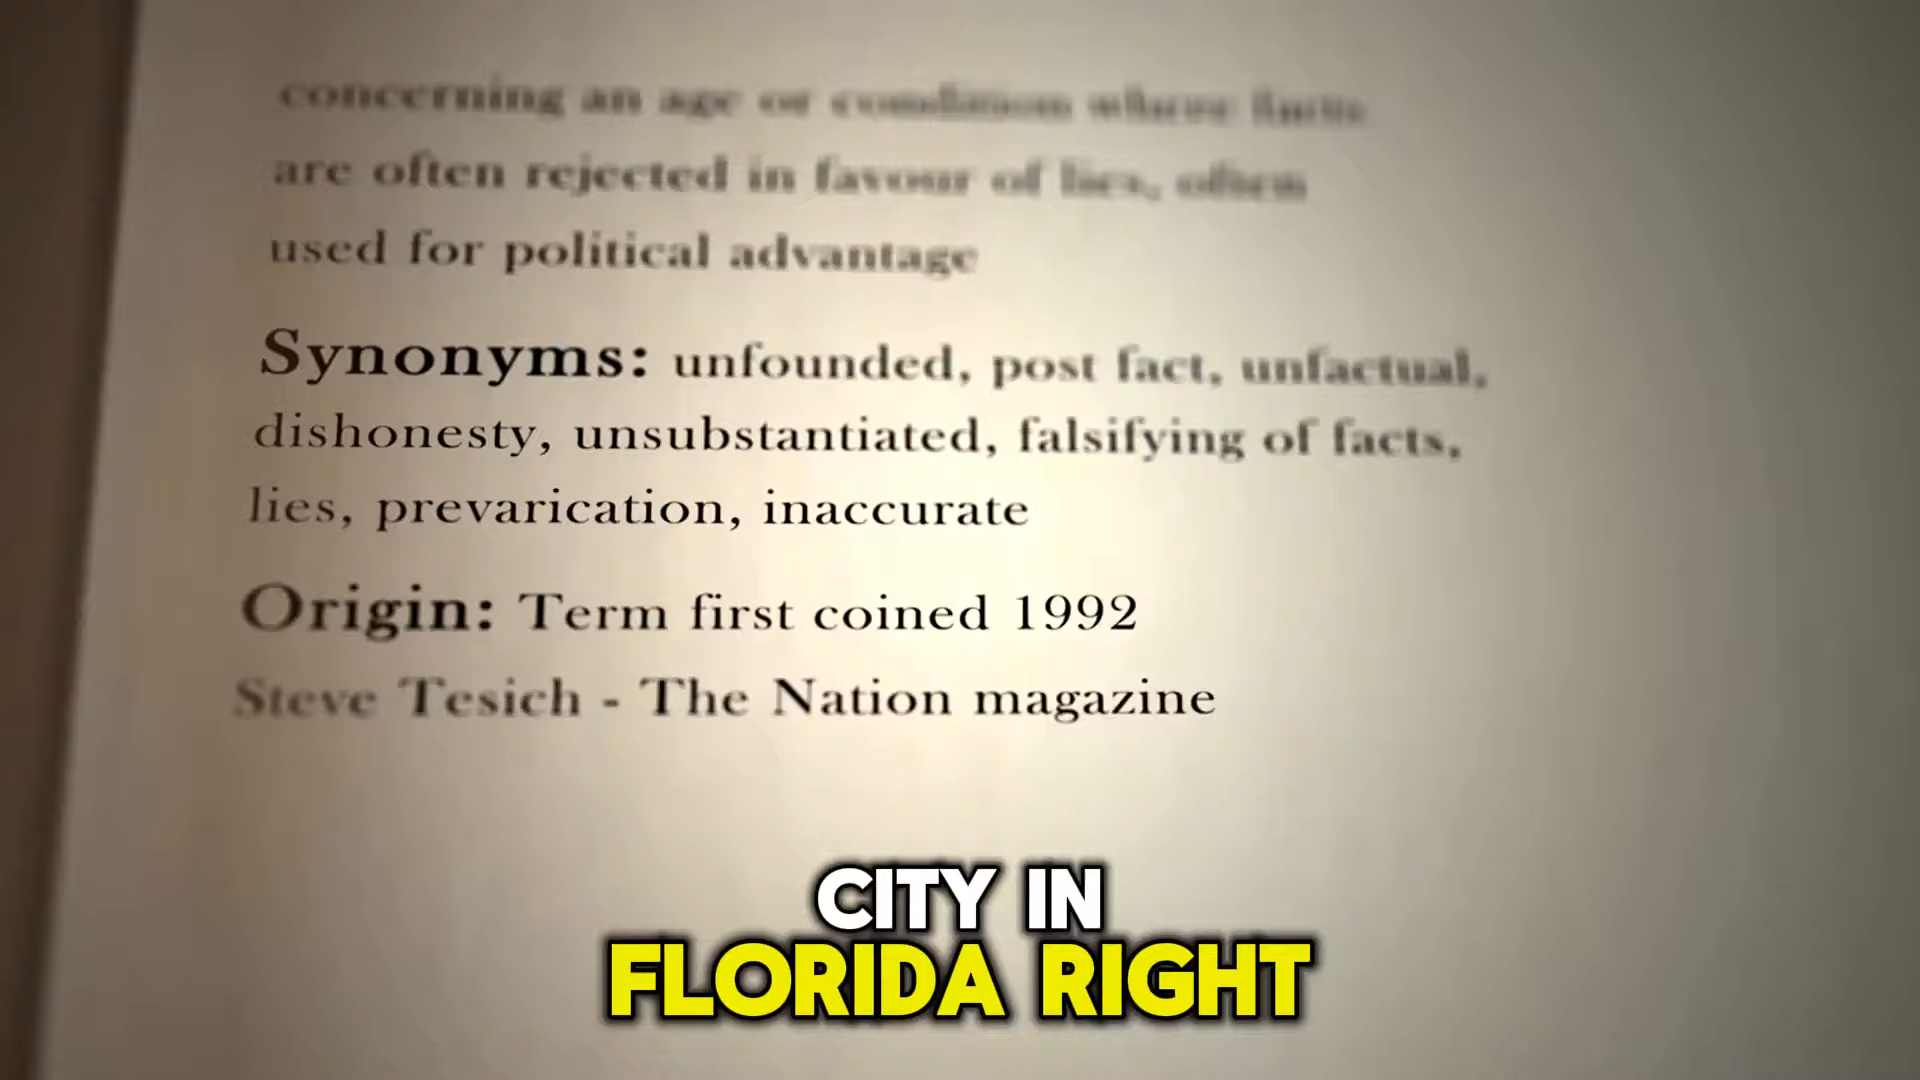 concerning an age or condition where facts
are often rejected in favour of lies, often
used for political advantage
Synonyms: unfounded, post fact, unfactual,
dishonesty, unsubstantiated, falsifying of facts,
lies, prevarication, inaccurate
Origin: Term first coined 1992
Steve Tesich - The Nation magazine
CITY IN
FLORIDA RIGHT